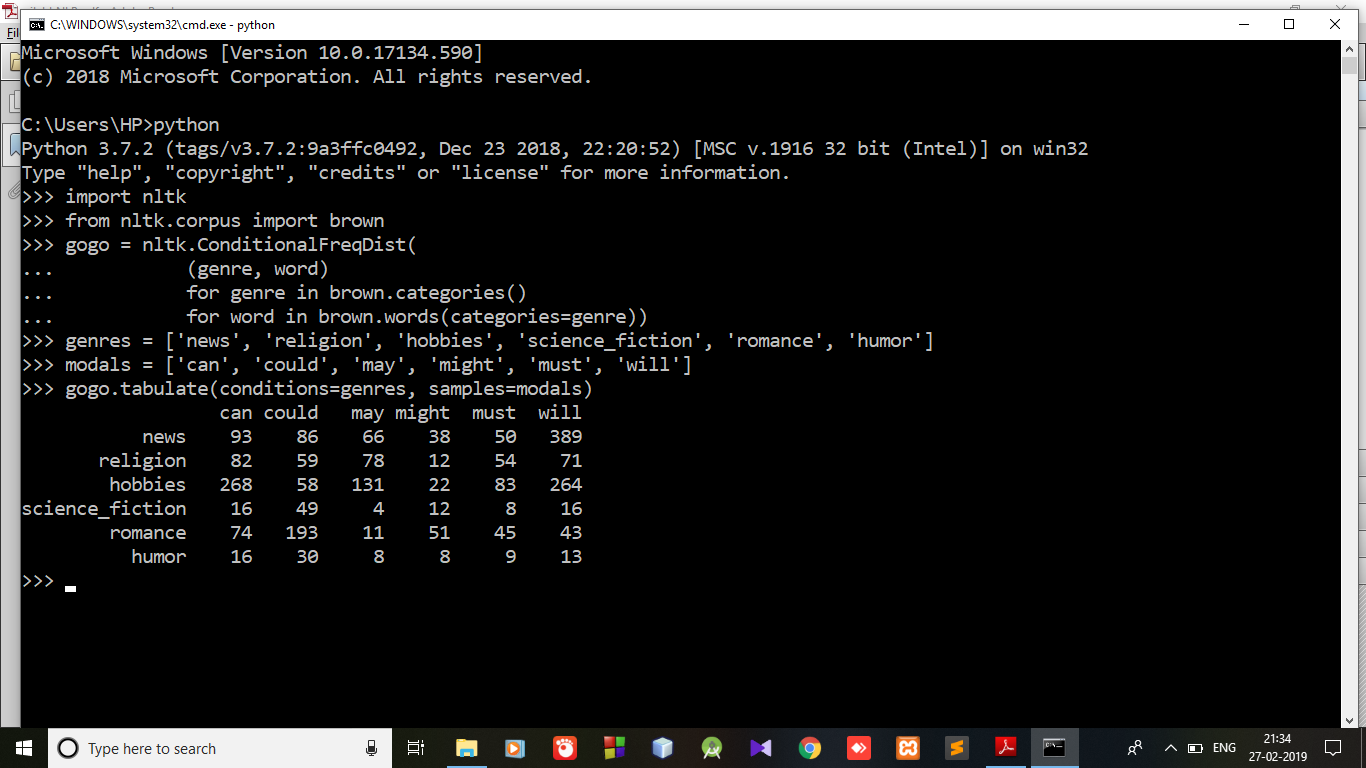 C:\WINDOWS\system32\cmd.exe - python
Microsoft Windows [Version 10.0.17134.590]
(c) 2018 Microsoft Corporation. All rights reserved.
C:\Users\HP>python
Python 3.7.2 (tags/v3.7.2:9a3ffc0492, Dec 23 2018, 22:20:52) [MSC v.1916 32 bit (Intel)] on win32
Type "help", "copyright", "credits" or "license" for more information.
>>> import nltk
>>> from nltk.corpus import brown
>>> gogo = nltk.ConditionalFreqDist(
...            (genre, word)
...            for genre in brown.categories()
...            for word in brown.words(categories=genre))
>>> genres = ['news', 'religion', 'hobbies', 'science_fiction', 'romance', 'humor']
>>> modals = ['can', 'could', 'may', 'might', 'must', 'will']
>>> gogo.tabulate(conditions=genres, samples=modals)
                  can could   may might  must  will
           news    93    86    66    38    50   389
       religion    82    59    78    12    54    71
        hobbies   268    58   131    22    83   264
science_fiction    16    49     4    12     8    16
        romance    74   193    11    51    45    43
          humor    16    30     8     8     9    13
>>>
Type here to search
ENG
21:34
27-02-2019